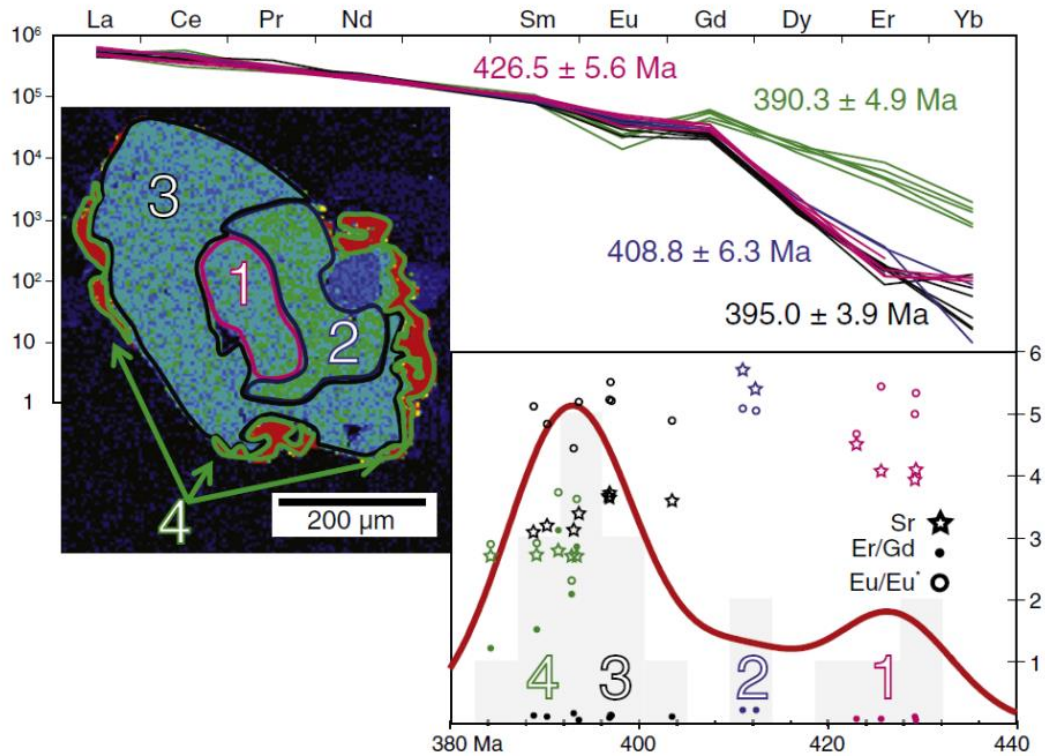 La Ce Pr Nd Sm Eu Gd Dy Er Yb
10⁶
10⁵
10⁴
10³
10²
10
1
426.5 ± 5.6 Ma
390.3 ± 4.9 Ma
408.8 ± 6.3 Ma
395.0 ± 3.9 Ma
3
1
2
4
200 µm
6
5
4
3
2
1
Sr
Er/Gd
Eu/Eu*
4 3 2 1
380 Ma 400 420 440